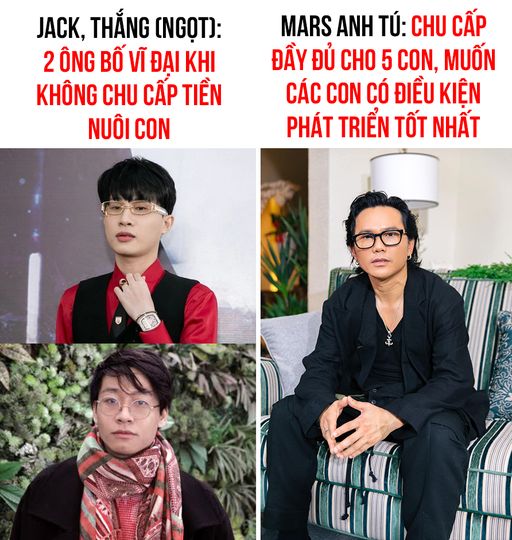 JACK, THẮNG (NGỌT):
2 ÔNG BỐ VĨ ĐẠI KHI
KHÔNG CHU CẤP TIỀN
NUÔI CON
MARS ANH TÚ: CHU CẤP
ĐẦY ĐỦ CHO 5 CON, MUỐN
CÁC CON CÓ ĐIỀU KIỆN
PHÁT TRIỂN TỐT NHẤT